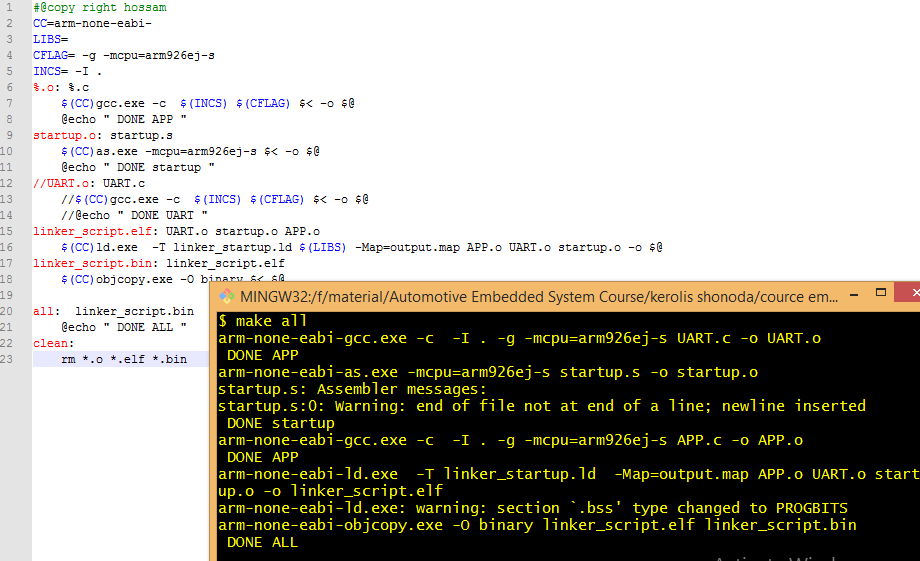 1 #@copy right hossam
2 CC=arm-none-eabi-
3 LIBS=
4 CFLAG= -g -mcpu=arm926ej-s
5 INCS= -I .
6 %.o: %.c
7 $(CC)gcc.exe -c  $(INCS) $(CFLAG) $< -o $@
8 @echo " DONE APP "
9 startup.o: startup.s
10 $(CC)as.exe -mcpu=arm926ej-s $< -o $@
11 @echo " DONE startup "
12 //UART.o: UART.c
13 //$(CC)gcc.exe -c  $(INCS) $(CFLAG) $< -o $@
14 //@echo " DONE UART "
15 linker_script.elf: UART.o startup.o APP.o
16 $(CC)ld.exe  -T linker_startup.ld $(LIBS) -Map=output.map APP.o UART.o startup.o -o $@
17 linker_script.bin: linker_script.elf
18 $(CC)objcopy.exe -O binary $< $@
19
20 all:  linker_script.bin
21 @echo " DONE ALL "
22 clean:
23 rm *.o *.elf *.bin
MINGW32:/f/material/Automotive Embedded System Course/kerolis shonoda/cource em...
$ make all
arm-none-eabi-gcc.exe -c  -I . -g -mcpu=arm926ej-s UART.c -o UART.o
DONE APP
arm-none-eabi-as.exe -mcpu=arm926ej-s startup.s -o startup.o
startup.s: Assembler messages:
startup.s:0: Warning: end of file not at end of a line; newline inserted
DONE startup
arm-none-eabi-gcc.exe -c  -I . -g -mcpu=arm926ej-s APP.c -o APP.o
DONE APP
arm-none-eabi-ld.exe  -T linker_startup.ld  -Map=output.map APP.o UART.o start
up.o -o linker_script.elf
arm-none-eabi-ld.exe: warning: section `.bss' type changed to PROGBITS
arm-none-eabi-objcopy.exe -O binary linker_script.elf linker_script.bin
DONE ALL